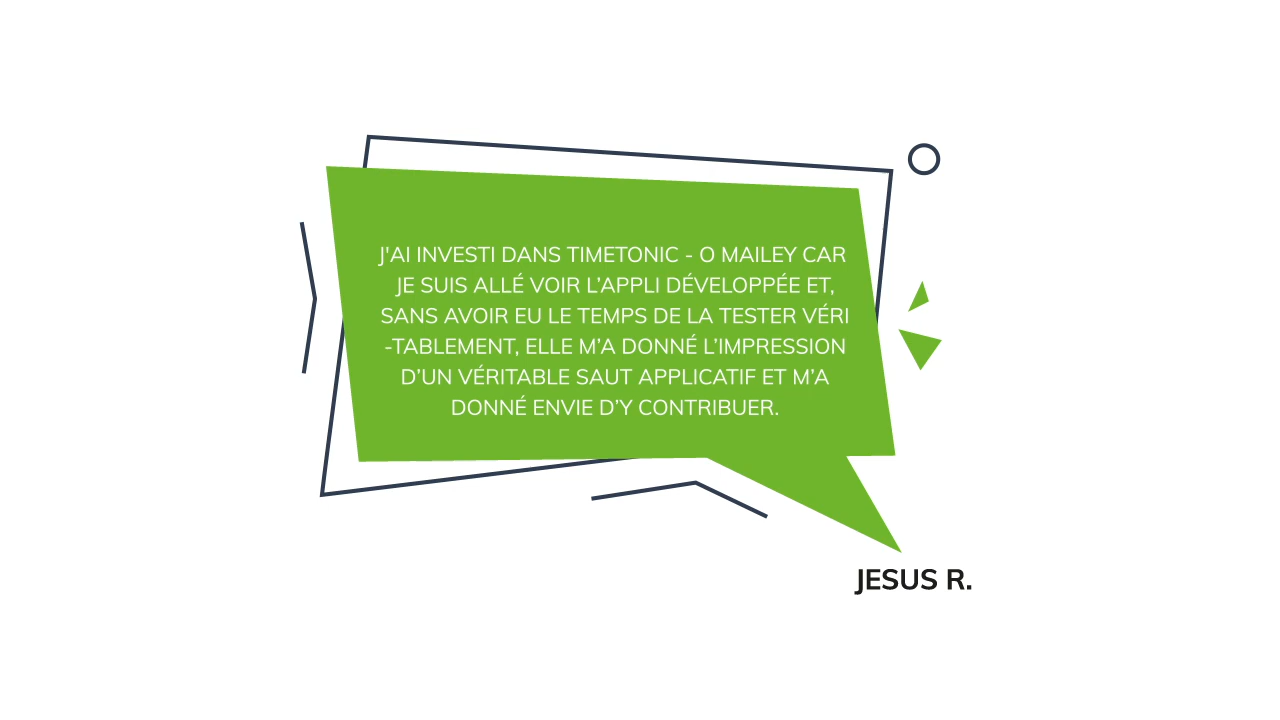 J'AI INVESTI DANS TIMETONIC - O MAILEY CAR
JE SUIS ALLÉ VOIR L’APPLI DÉVELOPPÉE ET,
SANS AVOIR EU LE TEMPS DE LA TESTER VÉRI
-TABLEMENT, ELLE M’A DONNÉ L’IMPRESSION
D’UN VÉRITABLE SAUT APPLICATIF ET M’A
DONNÉ ENVIE D’Y CONTRIBUER.
JESUS R.